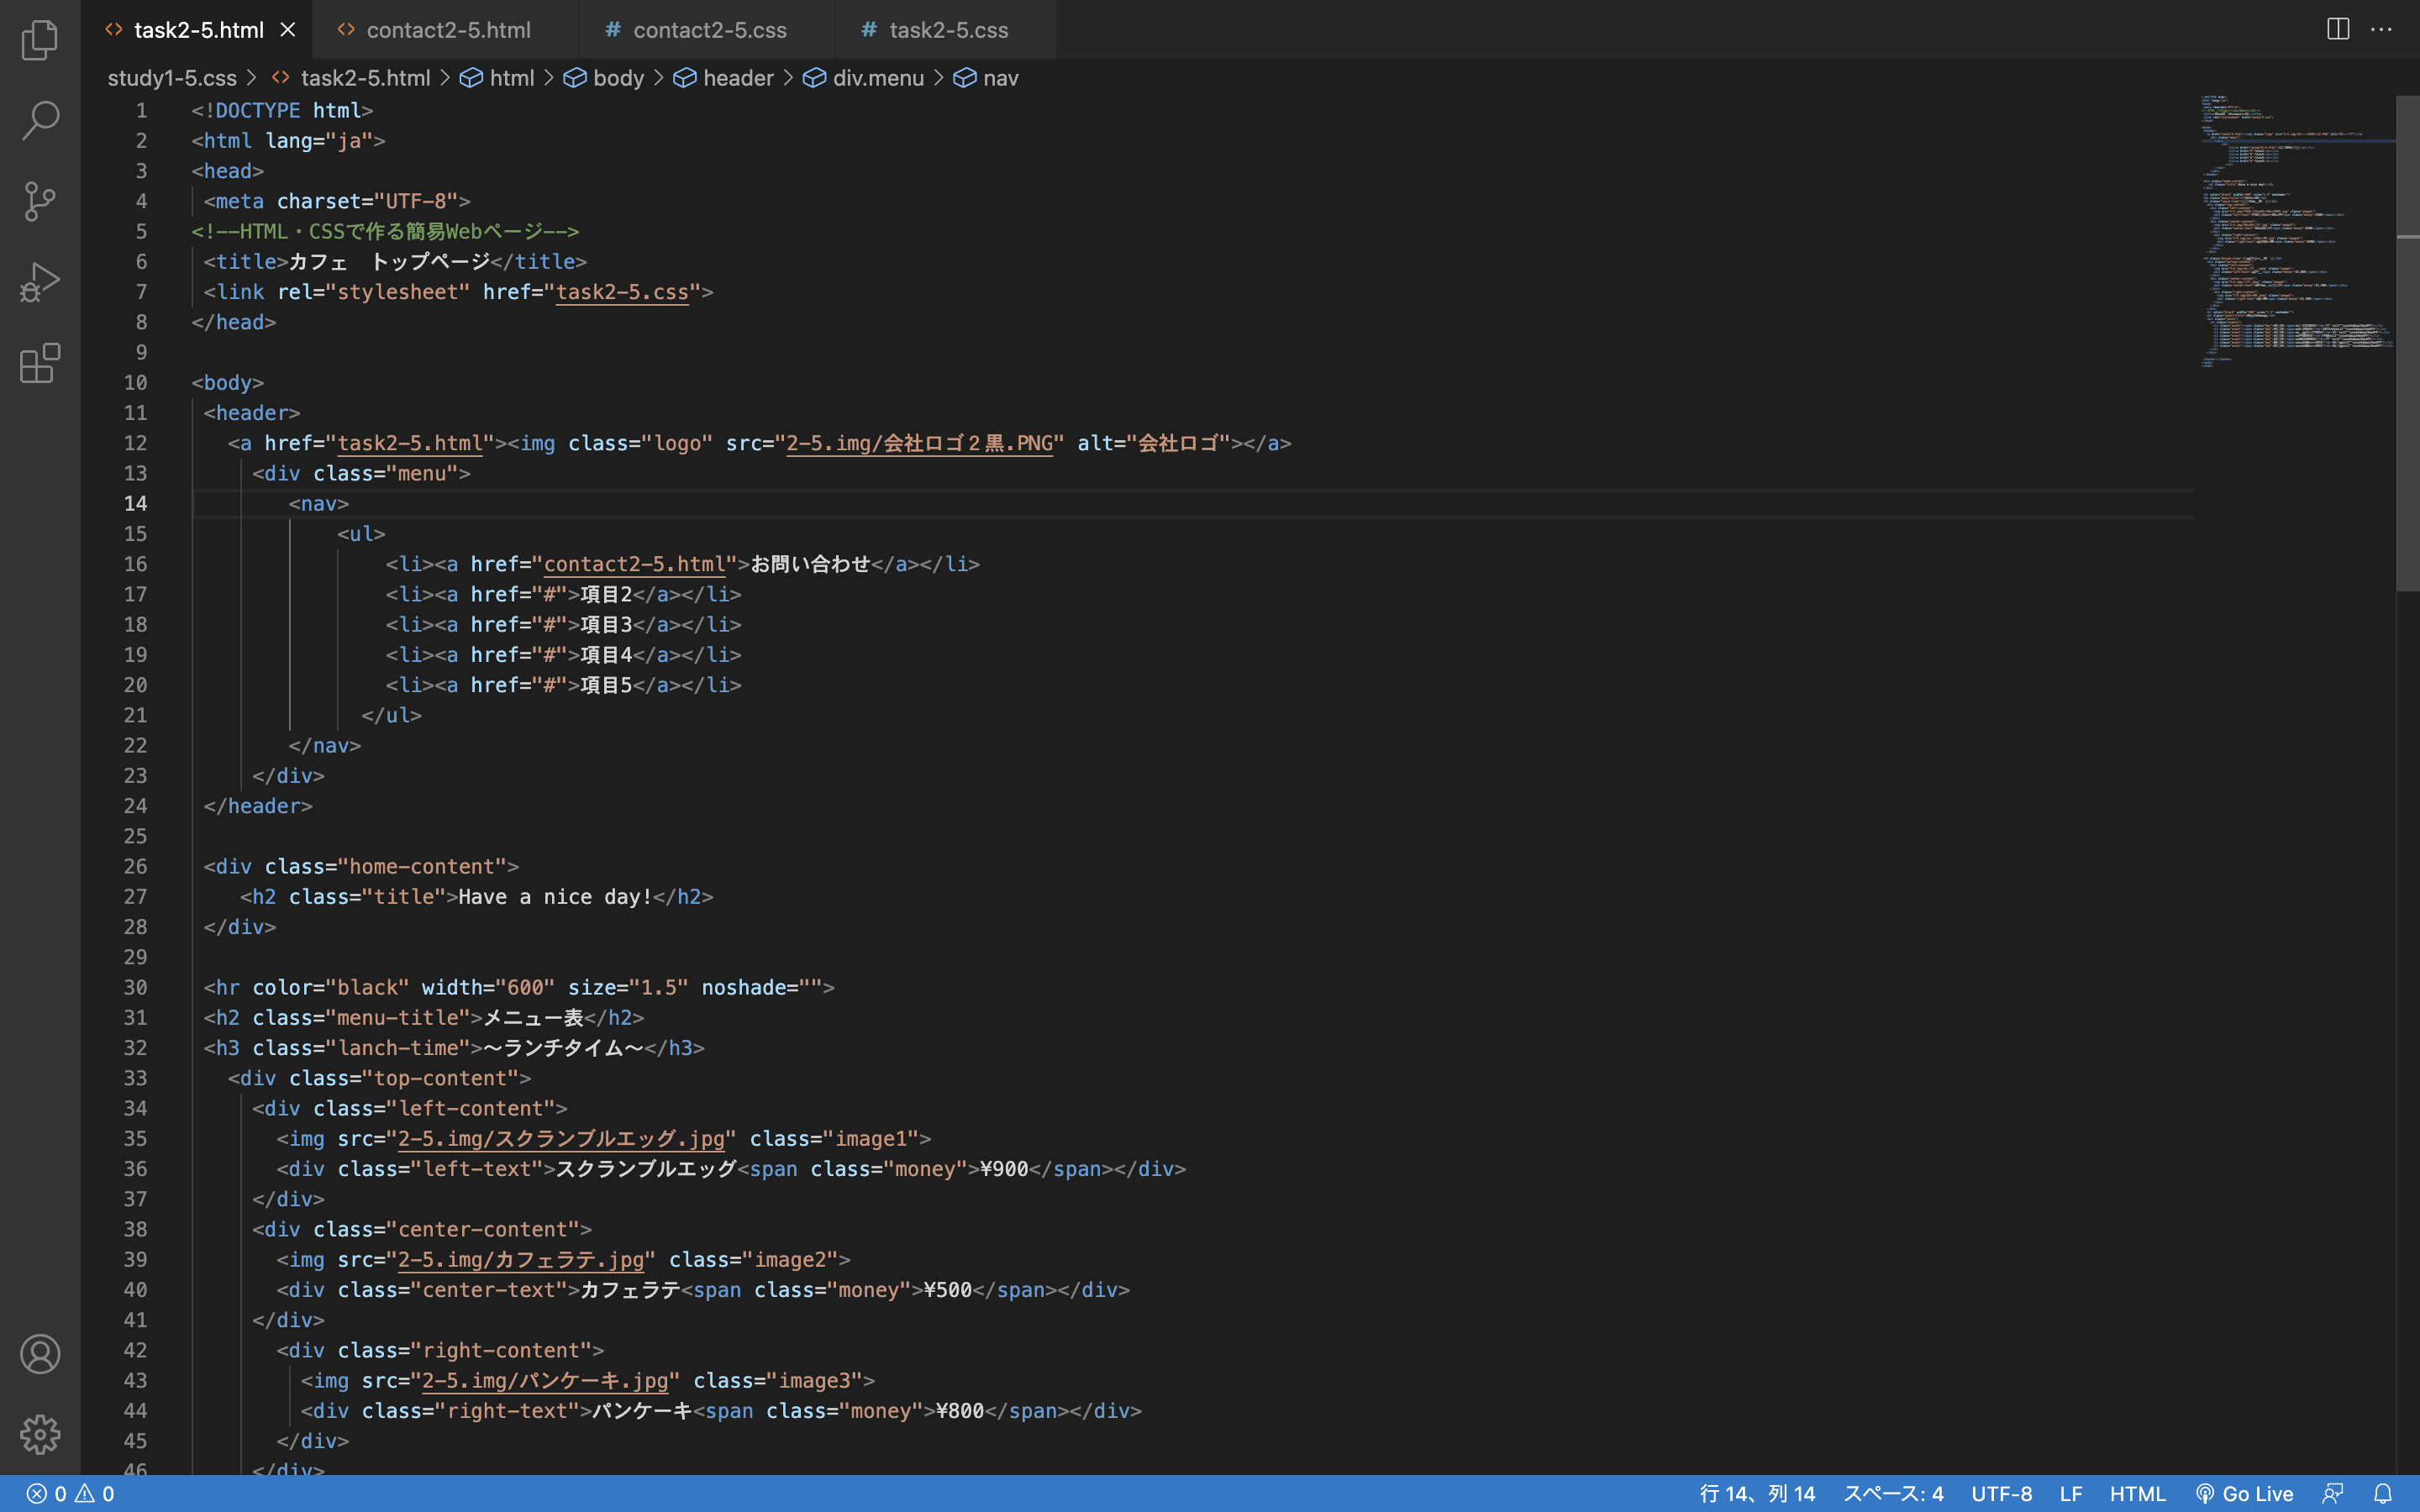 task2-5.html
contact2-5.html
# contact2-5.css
# task2-5.css
study1-5.css > task2-5.html > html > body > header > div.menu > nav
1 <!DOCTYPE html>
2 <html lang="ja">
3 <head>
4 <meta charset="UTF-8">
5 <!--HTML・CSSで作る簡易Webページ-->
6 <title>カフェ　トップページ</title>
7 <link rel="stylesheet" href="task2-5.css">
8 </head>
9
10 <body>
11 <header>
12 <a href="task2-5.html"><img class="logo" src="2-5.img/会社ロゴ２黒.PNG" alt="会社ロゴ"></a>
13 <div class="menu">
14 <nav>
15 <ul>
16 <li><a href="contact2-5.html">お問い合わせ</a></li>
17 <li><a href="#">項目2</a></li>
18 <li><a href="#">項目3</a></li>
19 <li><a href="#">項目4</a></li>
20 <li><a href="#">項目5</a></li>
21 </ul>
22 </nav>
23 </div>
24 </header>
25
26 <div class="home-content">
27 <h2 class="title">Have a nice day!</h2>
28 </div>
29
30 <hr color="black" width="600" size="1.5" noshade="">
31 <h2 class="menu-title">メニュー表</h2>
32 <h3 class="lanch-time">〜ランチタイム〜</h3>
33 <div class="top-content">
34 <div class="left-content">
35 <img src="2-5.img/スクランブルエッグ.jpg" class="image1">
36 <div class="left-text">スクランブルエッグ<span class="money">¥900</span></div>
37 </div>
38 <div class="center-content">
39 <img src="2-5.img/カフェラテ.jpg" class="image2">
40 <div class="center-text">カフェラテ<span class="money">¥500</span></div>
41 </div>
42 <div class="right-content">
43 <img src="2-5.img/パンケーキ.jpg" class="image3">
44 <div class="right-text">パンケーキ<span class="money">¥800</span></div>
45 </div>
46 </div>
0 0 行 14、列 14 スペース: 4 UTF-8 LF HTML Go Live